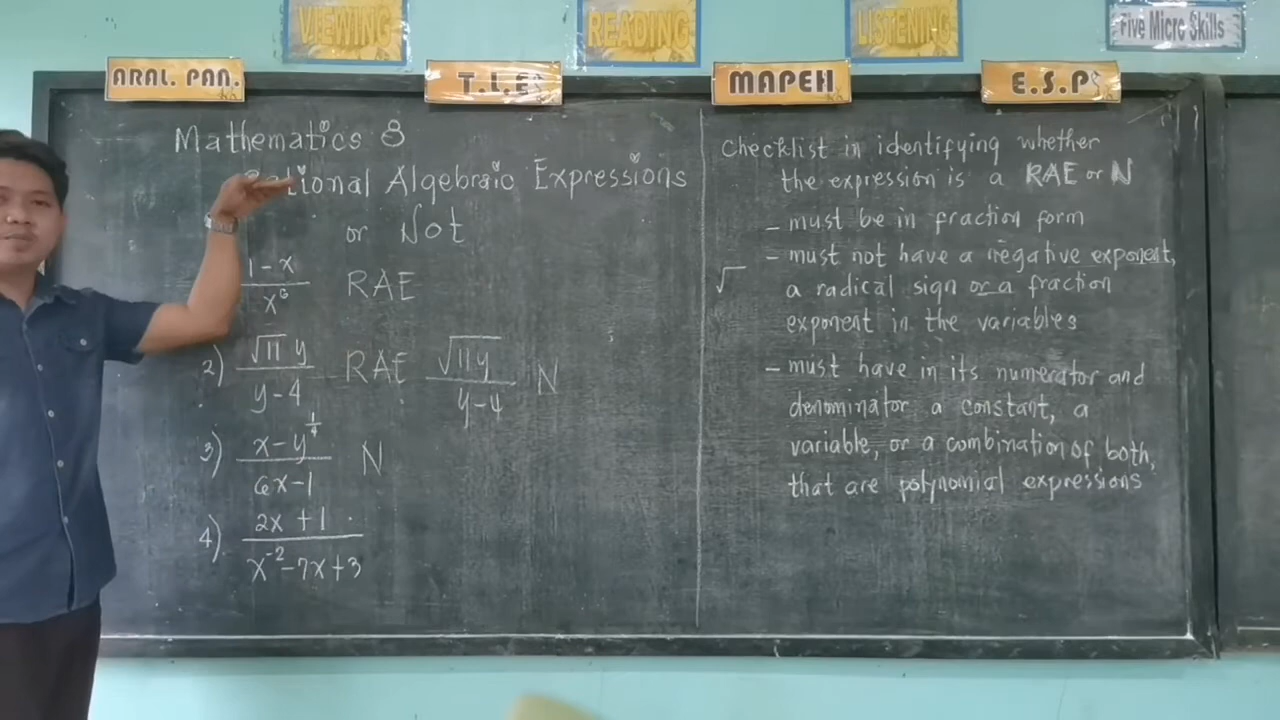 VIEWING
READING
LISTENING
Five Micro Skills
ARAL. PAN.
T.L.E
MAPEH
E.S.P
Mathematics 8
Algebraic Expressions
or Not
1-x/x⁶ RAE
2) √11 y/y-4 RAE √11y/y-4 N
3) x-y^¼/6x-1 N
4) 2x+1/x⁻²-7x+3
Checklist in identifying whether
the expression is a RAE or N
- must be in fraction form
- must not have a negative exponent,
√ a radical sign or a fraction
exponent in the variables
- must have in its numerator and
denominator a constant, a
variable, or a combination of both,
that are polynomial expressions